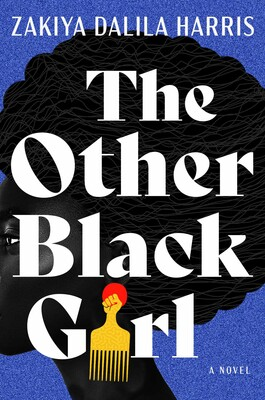 ZAKIYA DALILA HARRIS
The
Other
Black
Girl
A NOVEL